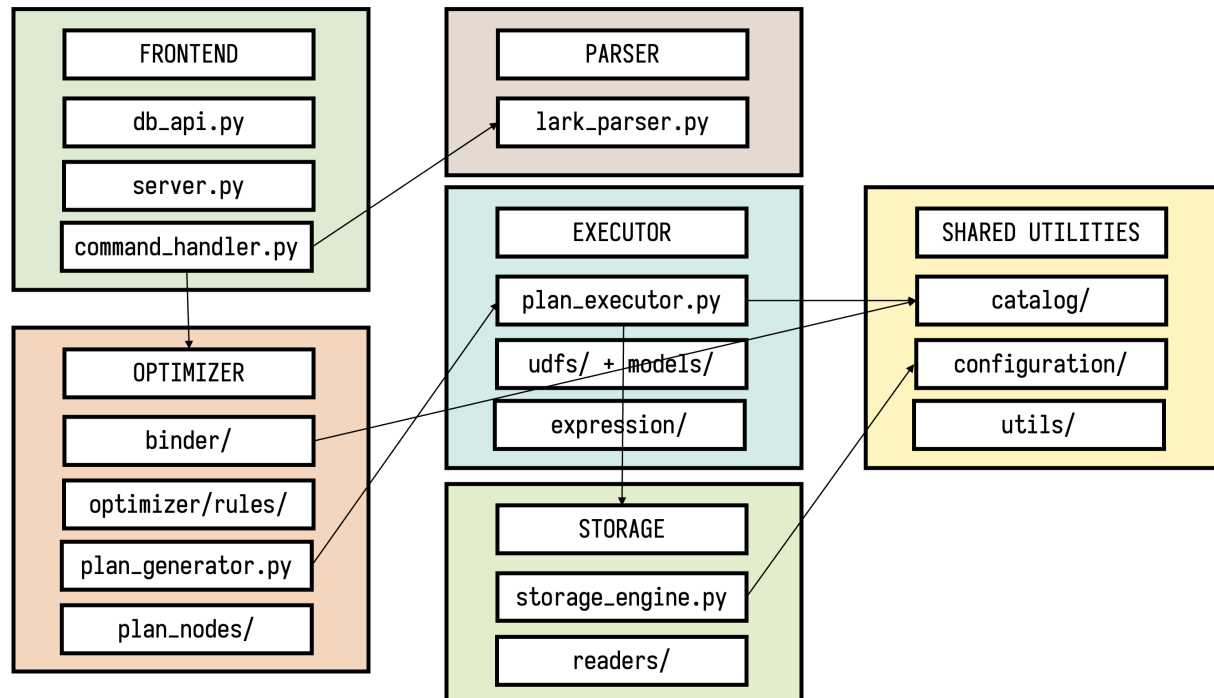 FRONTEND
db_api.py
server.py
command_handler.py
PARSER
lark_parser.py
OPTIMIZER
binder/
optimizer/rules/
plan_generator.py
plan_nodes/
EXECUTOR
plan_executor.py
udfs/ + models/
expression/
STORAGE
storage_engine.py
readers/
SHARED UTILITIES
catalog/
configuration/
utils/